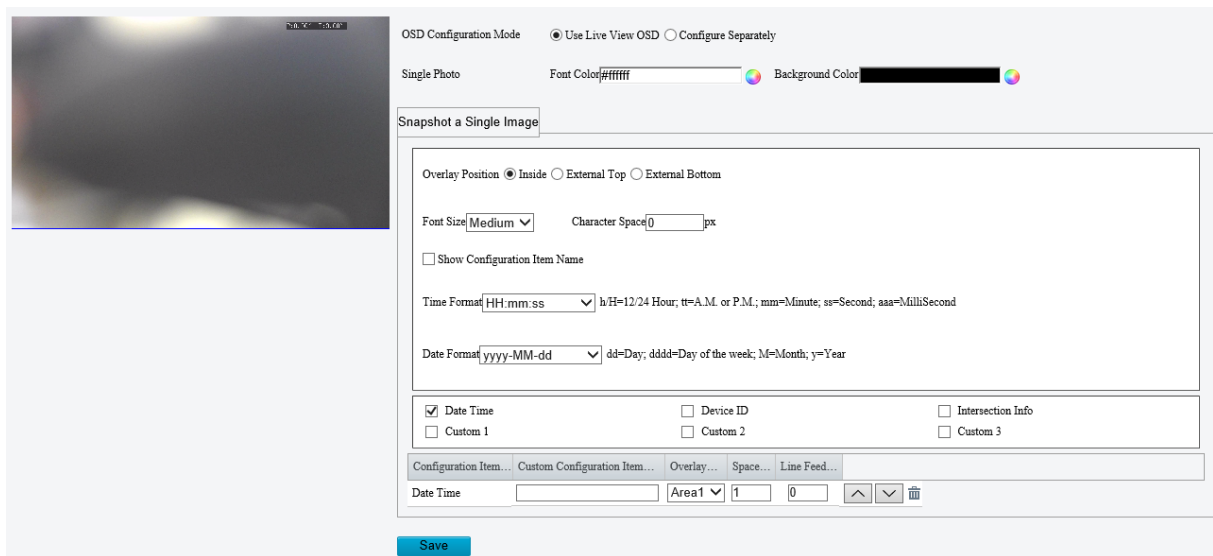 OSD Configuration Mode Use Live View OSD Configure Separately
Single Photo Font Color #ffffff Background Color
Snapshot a Single Image
Overlay Position Inside External Top External Bottom
Font Size Medium Character Space 0 px
Show Configuration Item Name
Time Format HH:mm:ss h/H=12/24 Hour; tt=A.M. or P.M.; mm=Minute; ss=Second; aaa=MilliSecond
Date Format yyyy-MM-dd dd=Day; dddd=Day of the week; M=Month; y=Year
Date Time Device ID Intersection Info
Custom 1 Custom 2 Custom 3
Configuration Item... Custom Configuration Item... Overlay... Space... Line Feed...
Date Time Area1 1 0
Save